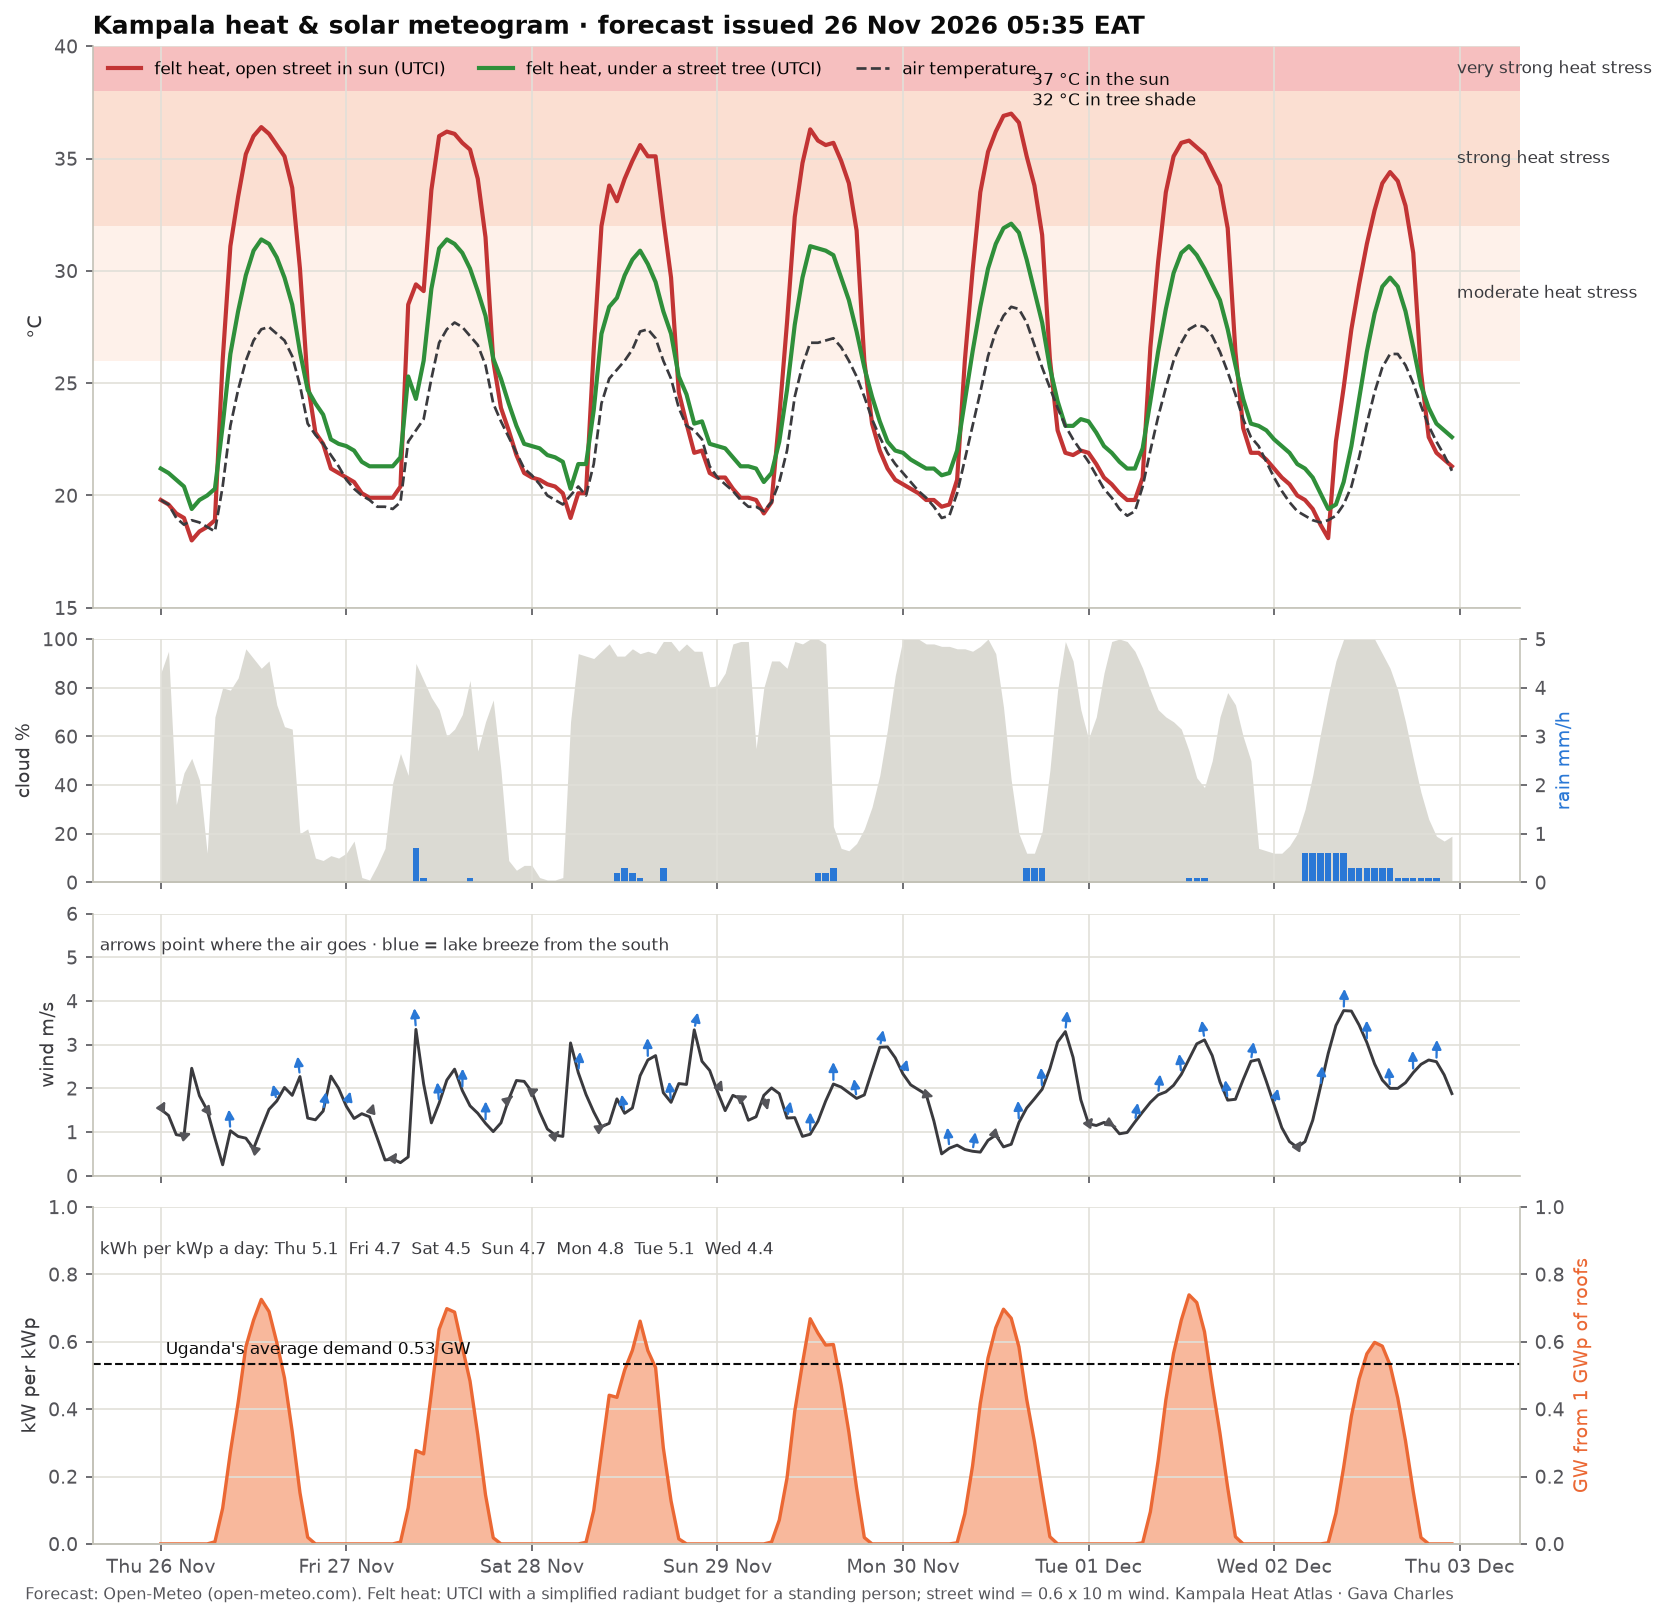 Kampala heat & solar meteogram · forecast issued 26 Nov 2026 05:35 EAT
felt heat, open street in sun (UTCI)
felt heat, under a street tree (UTCI)
air temperature
37 °C in the sun
32 °C in tree shade
very strong heat stress
strong heat stress
moderate heat stress
40
35
30
25
20
15
°C
100
80
60
40
20
0
cloud %
5
4
3
2
1
0
rain mm/h
arrows point where the air goes · blue = lake breeze from the south
6
5
4
3
2
1
0
wind m/s
kWh per kWp a day: Thu 5.1 Fri 4.7 Sat 4.5 Sun 4.7 Mon 4.8 Tue 5.1 Wed 4.4
Uganda's average demand 0.53 GW
1.0
0.8
0.6
0.4
0.2
0.0
kW per kWp
1.0
0.8
0.6
0.4
0.2
0.0
GW from 1 GWp of roofs
Thu 26 Nov
Fri 27 Nov
Sat 28 Nov
Sun 29 Nov
Mon 30 Nov
Tue 01 Dec
Wed 02 Dec
Thu 03 Dec
Forecast: Open-Meteo (open-meteo.com). Felt heat: UTCI with a simplified radiant budget for a standing person; street wind = 0.6 x 10 m wind. Kampala Heat Atlas · Gava Charles